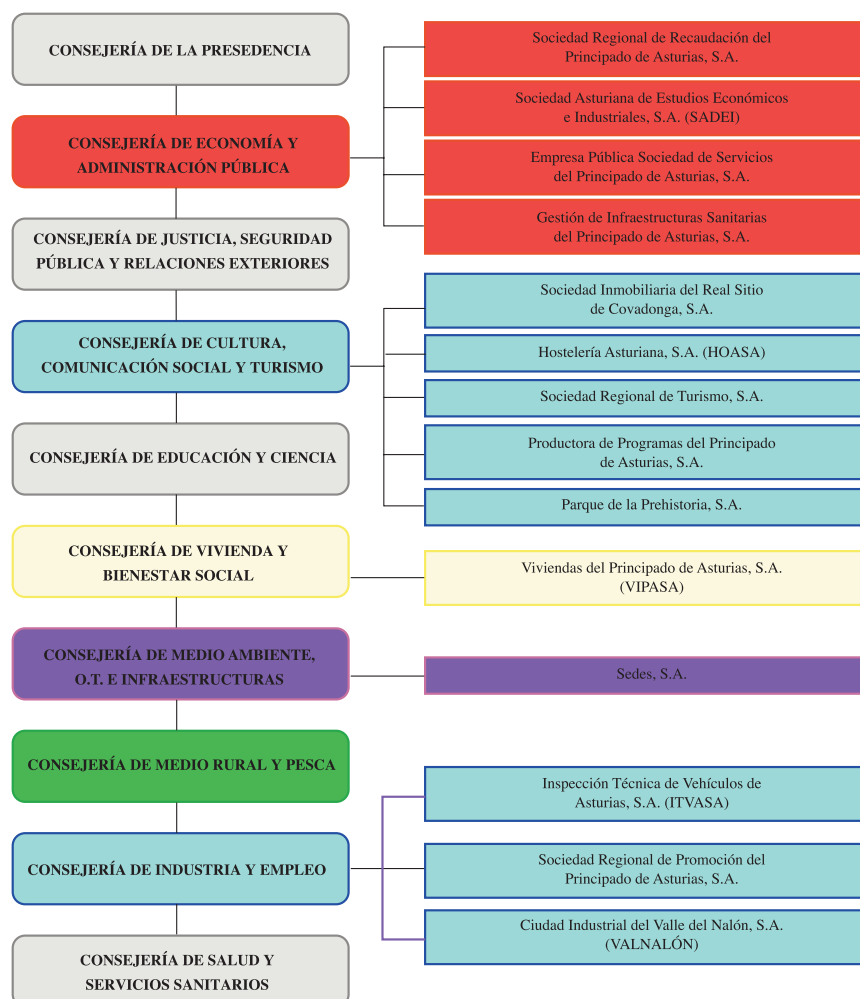 CONSEJERÍA DE LA PRESEDENCIA
Sociedad Regional de Recaudación del
Principado de Asturias, S.A.
CONSEJERÍA DE ECONOMÍA Y
ADMINISTRACIÓN PÚBLICA
Sociedad Asturiana de Estudios Económicos
e Industriales, S.A. (SADEI)
Empresa Pública Sociedad de Servicios
del Principado de Asturias, S.A.
Gestión de Infraestructuras Sanitarias
del Principado de Asturias, S.A.
CONSEJERÍA DE JUSTICIA, SEGURIDAD
PÚBLICA Y RELACIONES EXTERIORES
CONSEJERÍA DE CULTURA,
COMUNICACIÓN SOCIAL Y TURISMO
Sociedad Inmobiliaria del Real Sitio
de Covadonga, S.A.
Hostelería Asturiana, S.A. (HOASA)
Sociedad Regional de Turismo, S.A.
Productora de Programas del Principado
de Asturias, S.A.
Parque de la Prehistoria, S.A.
CONSEJERÍA DE EDUCACIÓN Y CIENCIA
CONSEJERÍA DE VIVIENDA Y
BIENESTAR SOCIAL
Viviendas del Principado de Asturias, S.A.
(VIPASA)
CONSEJERÍA DE MEDIO AMBIENTE,
O.T. E INFRAESTRUCTURAS
Sedes, S.A.
CONSEJERÍA DE MEDIO RURAL Y PESCA
CONSEJERÍA DE INDUSTRIA Y EMPLEO
Inspección Técnica de Vehículos de
Asturias, S.A. (ITVASA)
Sociedad Regional de Promoción del
Principado de Asturias, S.A.
Ciudad Industrial del Valle del Nalón, S.A.
(VALNALÓN)
CONSEJERÍA DE SALUD Y
SERVICIOS SANITARIOS